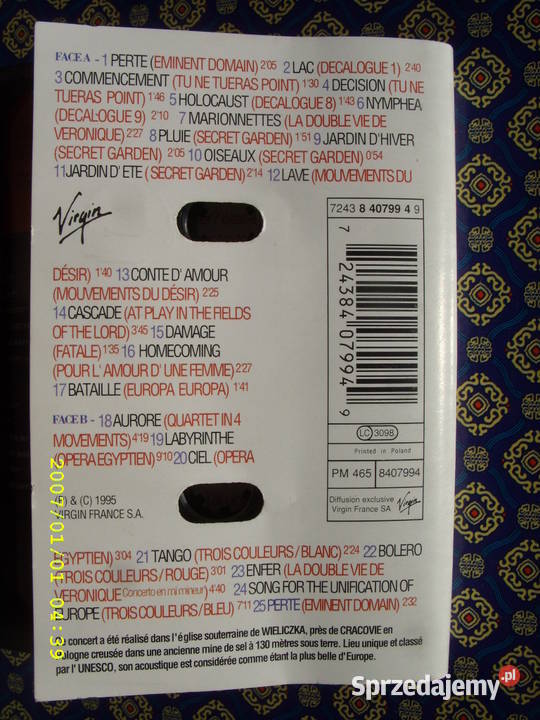 FACE A - 1 PERTE (EMINENT DOMAIN) 2'05 2 LAC (DECALOGUE 1) 2'40
3 COMMENCEMENT (TU NE TUERAS POINT) 1'30 4 DECISION (TU NE
TUERAS POINT) 1'46 5 HOLOCAUST (DECALOGUE 8) 1'43 6 NYMPHEA
(DECALOGUE 9) 2'10 7 MARIONNETTES (LA DOUBLE VIE DE
VERONIQUE) 2'27 8 PLUIE (SECRET GARDEN) 1'51 9 JARDIN D'HIVER
(SECRET GARDEN) 2'05 10 OISEAUX (SECRET GARDEN) 0'54
11 JARDIN D'ETE (SECRET GARDEN) 2'14 12 LAVE (MOUVEMENTS DU
Virgin
DÉSIR) 1'40 13 CONTE D'AMOUR
(MOUVEMENTS DU DÉSIR) 2'25
14 CASCADE (AT PLAY IN THE FIELDS
OF THE LORD) 3'45 15 DAMAGE
(FATALE) 1'35 16 HOMECOMING
(POUR L'AMOUR D'UNE FEMME) 2'27
17 BATAILLE (EUROPA EUROPA) 1'41
FACE B - 18 AURORE (QUARTET IN 4
MOVEMENTS) 4'19 19 LABYRINTHE
(OPERA EGYPTIEN) 9'10 20 CIEL (OPERA
(P) & (C) 1995
VIRGIN FRANCE S.A.
7243 8 40799 4 9
7 24384 07994 9
LC 3098
Printed in Poland
PM 465 8407994
Diffusion exclusive
Virgin France SA
Virgin
EGYPTIEN) 3'04 21 TANGO (TROIS COULEURS/BLANC) 2'24 22 BOLERO
(TROIS COULEURS/ROUGE) 3'01 23 ENFER (LA DOUBLE VIE DE
VERONIQUE Concerto en mi mineur) 4'40 24 SONG FOR THE UNIFICATION OF
EUROPE (TROIS COULEURS/BLEU) 7'11 25 PERTE (EMINENT DOMAIN) 2'32
concert a été réalisé dans l'église souterraine de WIELICZKA, près de CRACOVIE en
Pologne creusée dans une ancienne mine de sel à 130 mètres sous terre. Lieu unique et classé
par l' UNESCO, son acoustique est considérée comme étant la plus belle d'Europe.
2007/01/01 01:39
Sprzedajemy.pl